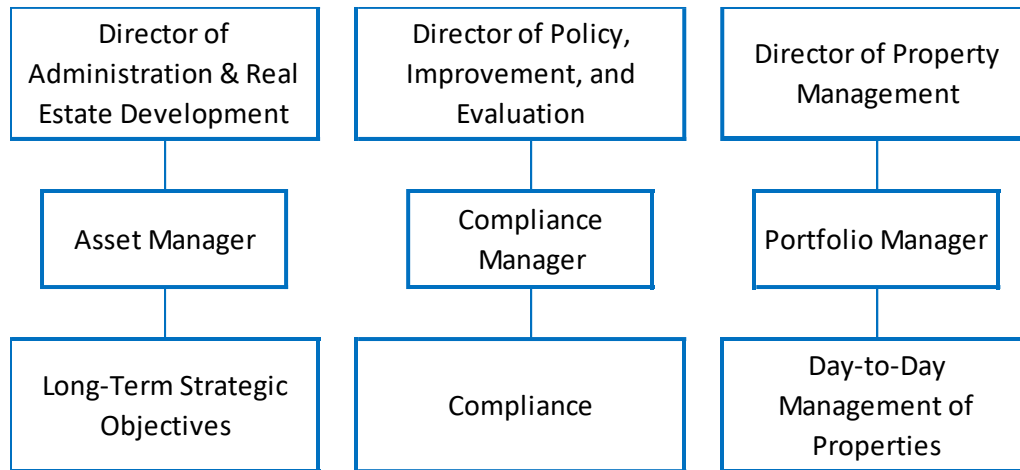 Director of
Administration & Real
Estate Development
Director of Policy,
Improvement, and
Evaluation
Director of Property
Management
Asset Manager
Compliance
Manager
Portfolio Manager
Long-Term Strategic
Objectives
Compliance
Day-to-Day
Management of
Properties